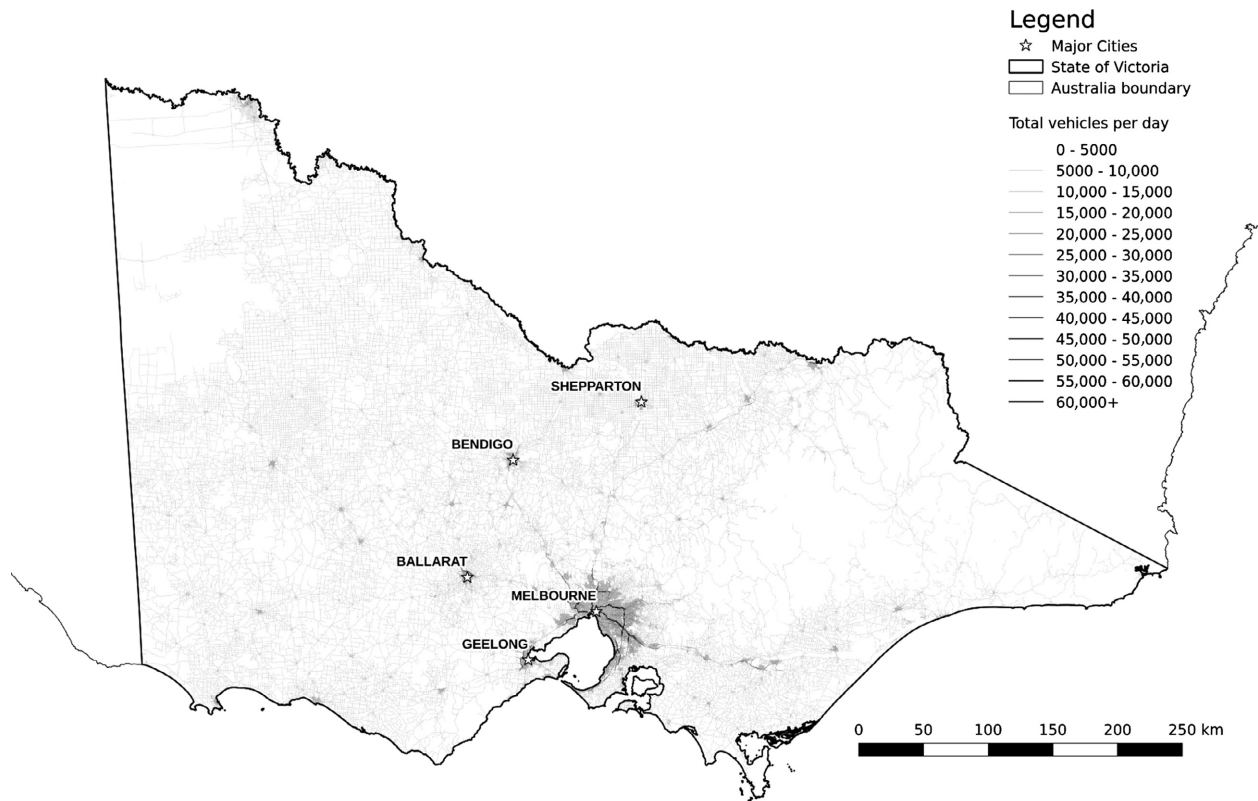 Legend
Major Cities
State of Victoria
Australia boundary
Total vehicles per day
0 - 5000
5000 - 10,000
10,000 - 15,000
15,000 - 20,000
20,000 - 25,000
25,000 - 30,000
30,000 - 35,000
35,000 - 40,000
40,000 - 45,000
45,000 - 50,000
50,000 - 55,000
55,000 - 60,000
60,000+
SHEPPARTON
BENDIGO
BALLARAT
MELBOURNE
GEELONG
0 50 100 150 200 250 km